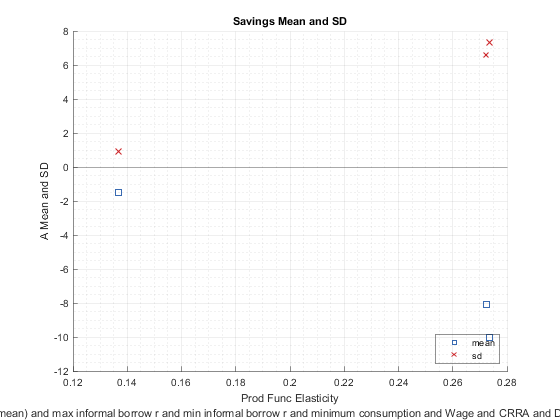 Savings Mean and SD
8
6
4
2
0
-2
-4
-6
-8
-10
-12
A Mean and SD
0.12 0.14 0.16 0.18 0.2 0.22 0.24 0.26 0.28
Prod Func Elasticity
mean
sd
mean) and max informal borrow r and min informal borrow r and minimum consumption and Wage and CRRA and